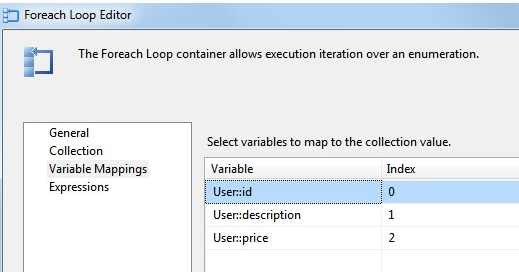 Foreach Loop Editor
The Foreach Loop container allows execution iteration over an enumeration.
General
Collection
Variable Mappings
Expressions
Select variables to map to the collection value.
Variable Index
User::id 0
User::description 1
User::price 2